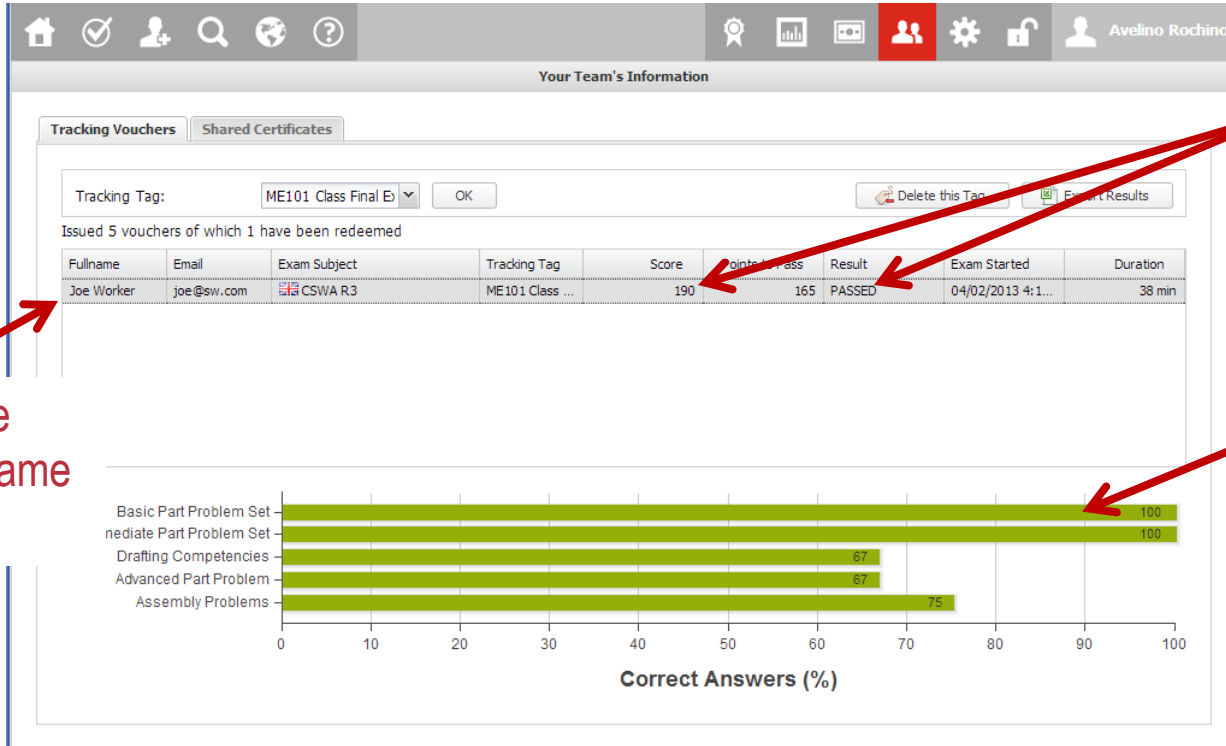 Avelino Rochino
Your Team's Information
Tracking Vouchers Shared Certificates
Tracking Tag: ME101 Class Final E OK Delete this Tag Export Results
Issued 5 vouchers of which 1 have been redeemed
Fullname Email Exam Subject Tracking Tag Score Points to Pass Result Exam Started Duration
Joe Worker joe@sw.com CSWA R3 ME101 Class ... 190 165 PASSED 04/02/2013 4:1... 38 min
e
ame
Basic Part Problem Set 100
nediate Part Problem Set 100
Drafting Competencies 67
Advanced Part Problem 67
Assembly Problems 75
0 10 20 30 40 50 60 70 80 90 100
Correct Answers (%)